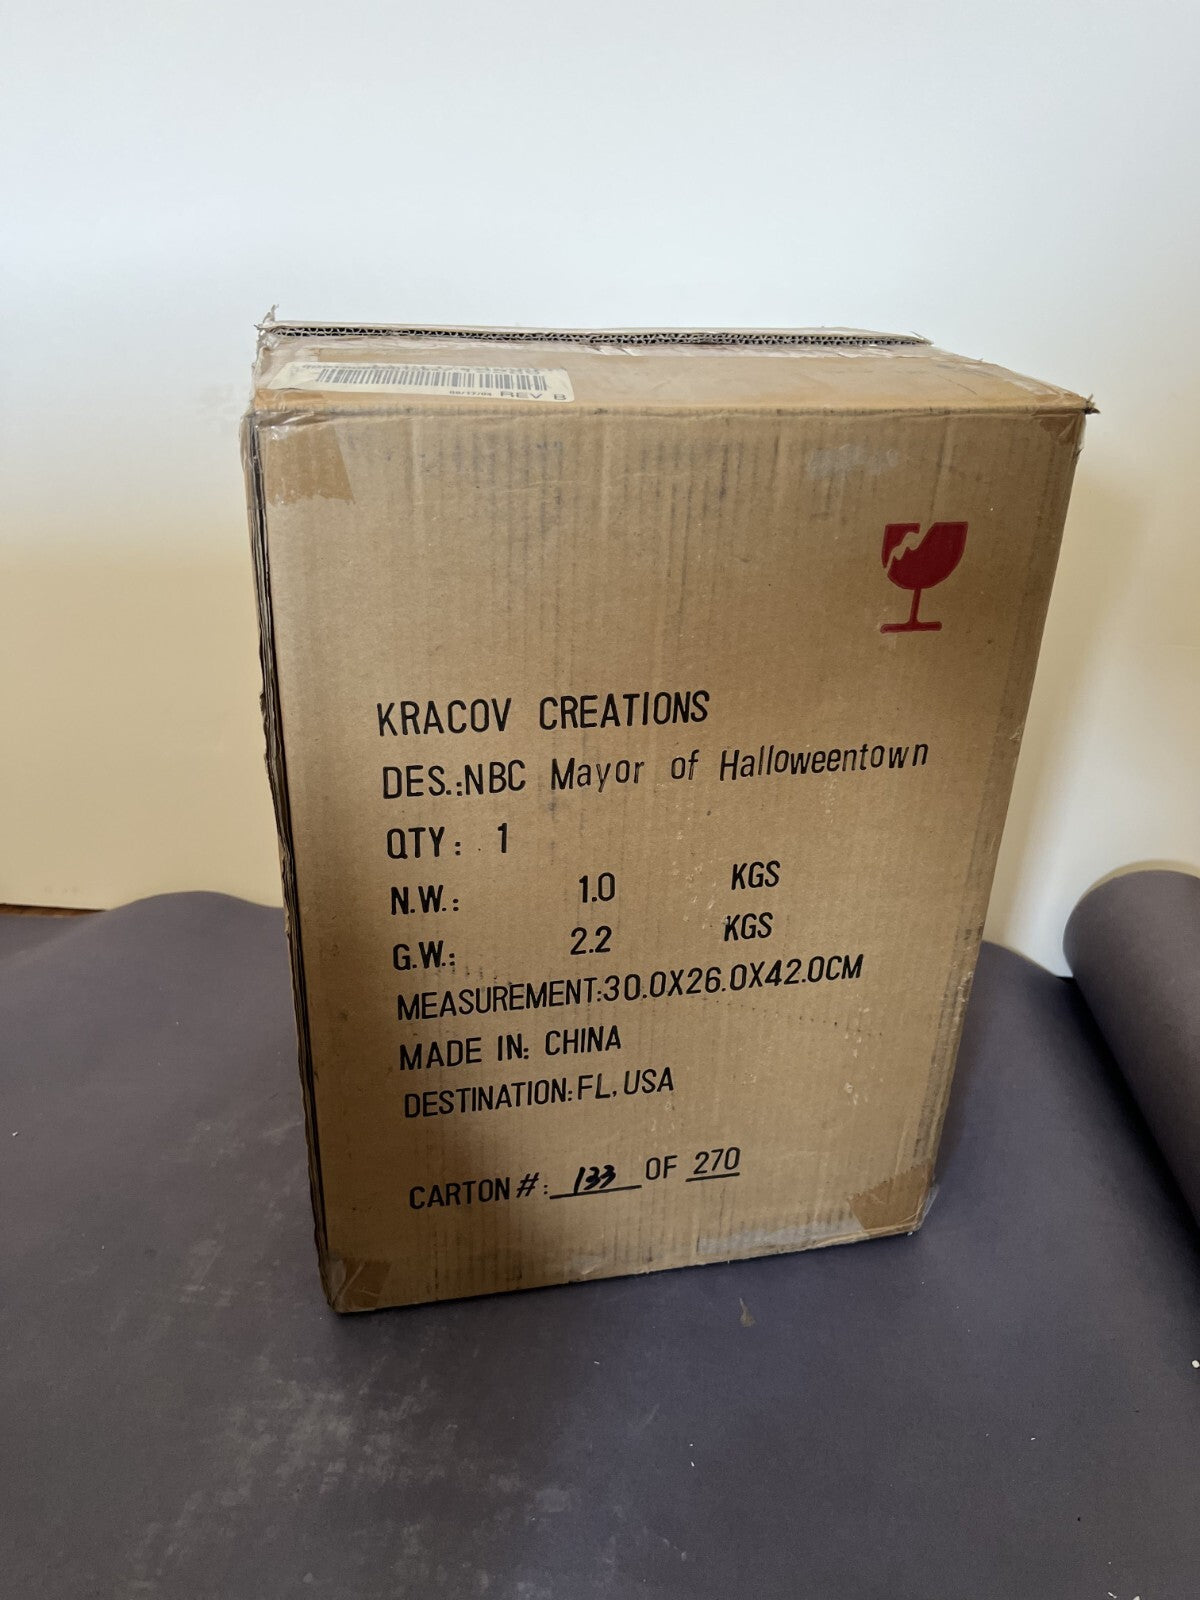 REV B
KRACOV CREATIONS
DES.:NBC Mayor of Halloweentown
QTY: 1
N.W.: 1.0 KGS
G.W.: 2.2 KGS
MEASUREMENT:30.0X26.0X42.0CM
MADE IN: CHINA
DESTINATION:FL,USA
CARTON #: 133 OF 270